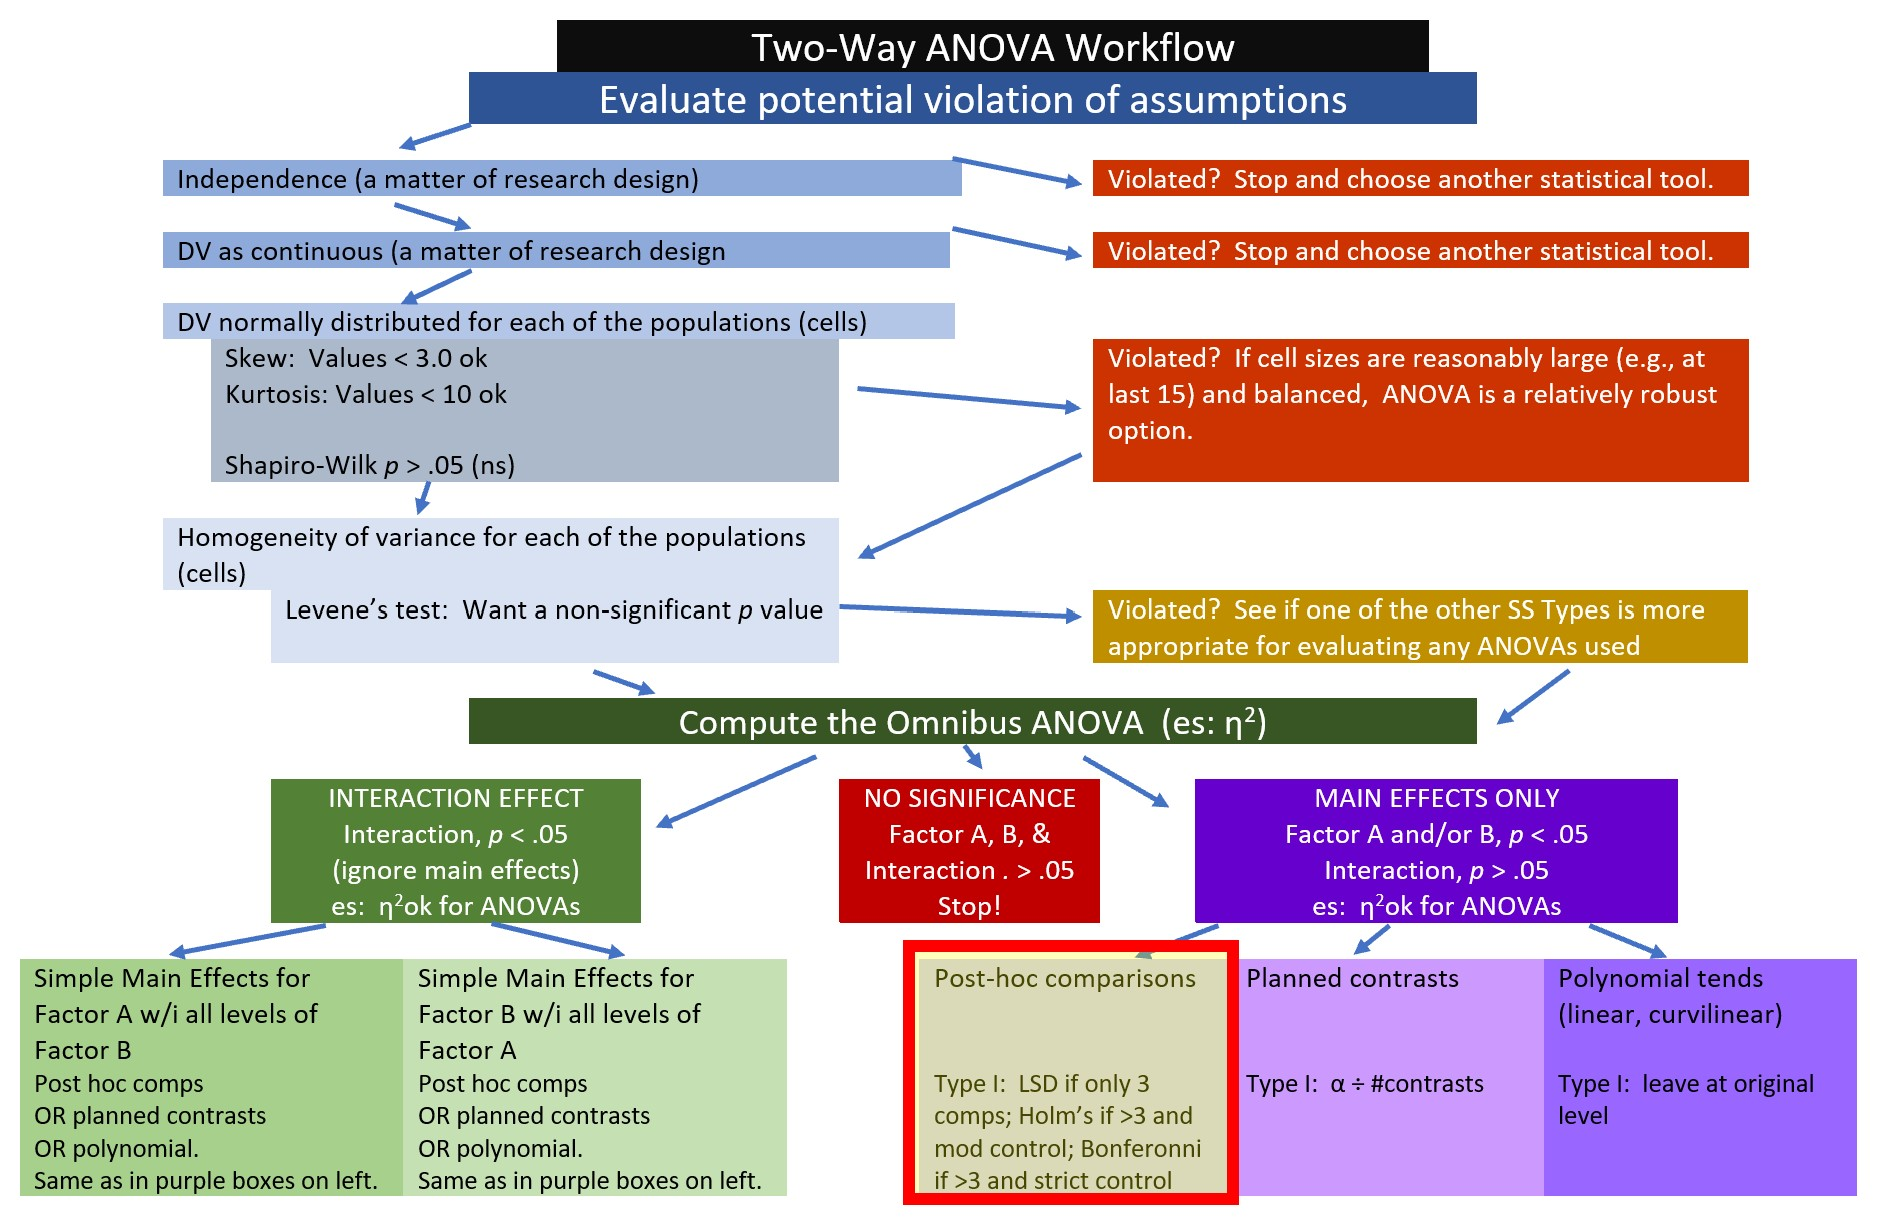 Two-Way ANOVA Workflow
Evaluate potential violation of assumptions
Independence (a matter of research design)
Violated?  Stop and choose another statistical tool.
DV as continuous (a matter of research design
Violated?  Stop and choose another statistical tool.
DV normally distributed for each of the populations (cells)
Skew:  Values < 3.0 ok
Kurtosis: Values < 10 ok
Shapiro-Wilk p > .05 (ns)
Violated?  If cell sizes are reasonably large (e.g., at
last 15) and balanced,  ANOVA is a relatively robust
option.
Homogeneity of variance for each of the populations
(cells)
Levene’s test:  Want a non-significant p value
Violated?  See if one of the other SS Types is more
appropriate for evaluating any ANOVAs used
Compute the Omnibus ANOVA  (es: η²)
INTERACTION EFFECT
Interaction, p < .05
(ignore main effects)
es:  η²ok for ANOVAs
NO SIGNIFICANCE
Factor A, B, &
Interaction . > .05
Stop!
MAIN EFFECTS ONLY
Factor A and/or B, p < .05
Interaction, p > .05
es:  η²ok for ANOVAs
Simple Main Effects for
Factor A w/i all levels of
Factor B
Post hoc comps
OR planned contrasts
OR polynomial.
Same as in purple boxes on left.
Simple Main Effects for
Factor B w/i all levels of
Factor A
Post hoc comps
OR planned contrasts
OR polynomial.
Same as in purple boxes on left.
Post-hoc comparisons
Type I:  LSD if only 3
comps; Holm’s if >3 and
mod control; Bonferonni
if >3 and strict control
Planned contrasts
Type I:  α ÷ #contrasts
Polynomial tends
(linear, curvilinear)
Type I:  leave at original
level